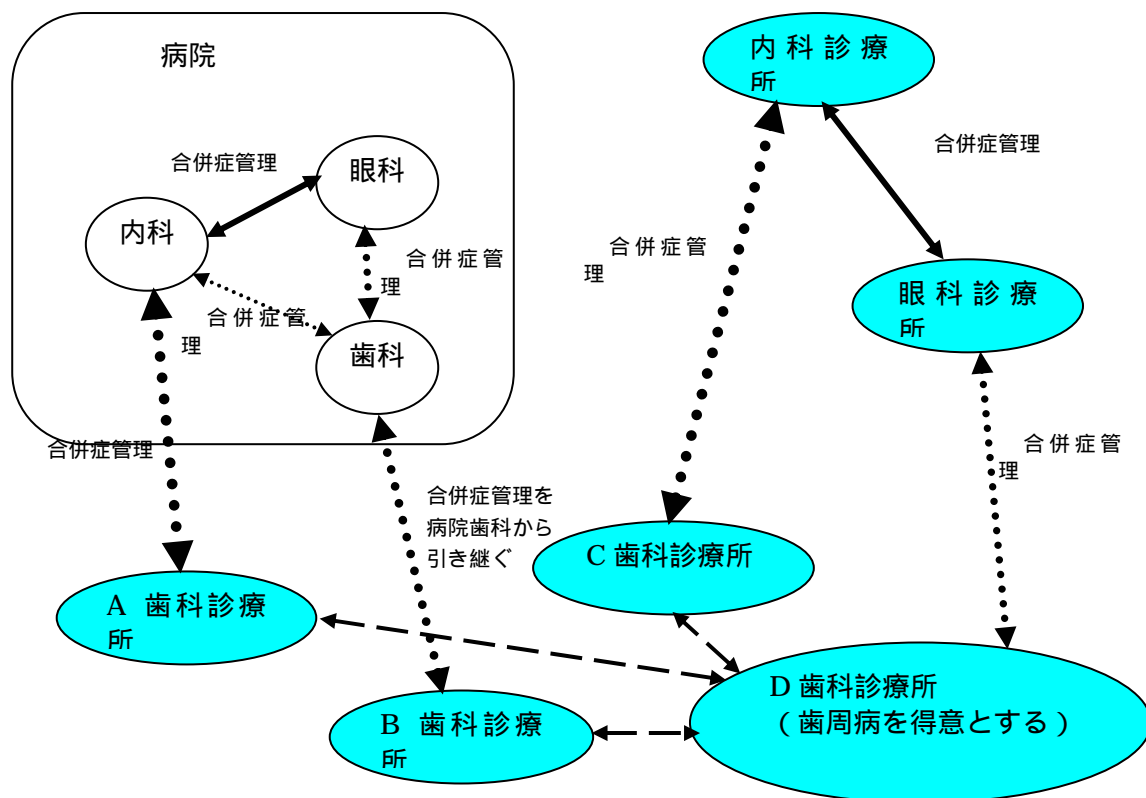 病院
内科診療
所
合併症管理
眼科
合併症管理
内科
合併症管
理
合併症管
理
合併症管
理
眼科診療
所
歯科
合併症管理
合併症管
理
合併症管理を
病院歯科から
引き継ぐ
C 歯科診療所
A 歯科診療
所
D 歯科診療所
（歯周病を得意とする）
B 歯科診療
所